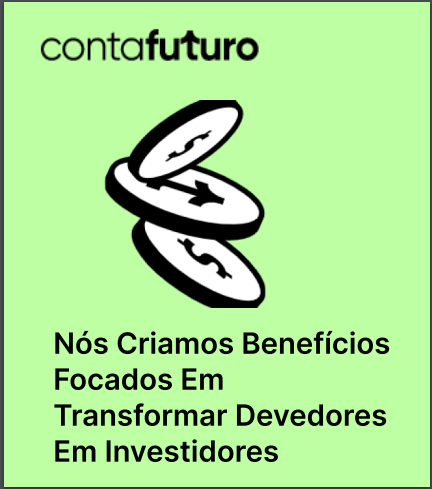 contafuturo
$
$
Nós Criamos Benefícios
Focados Em
Transformar Devedores
Em Investidores